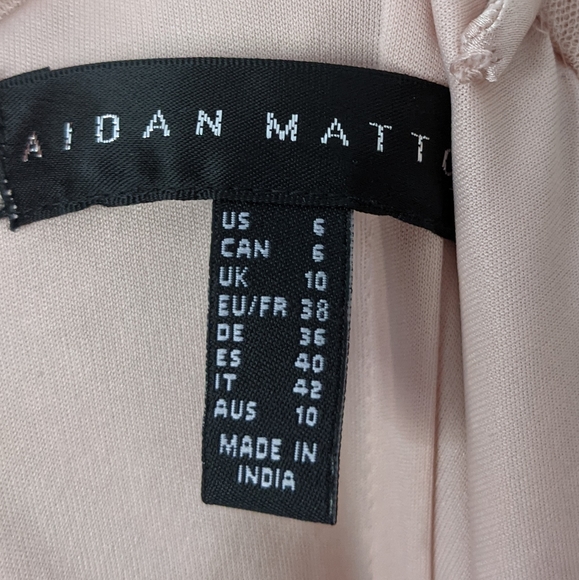 AIDAN MATTO
US 6
CAN 6
UK 10
EU/FR 38
DE 36
ES 40
IT 42
AUS 10
MADE IN
INDIA